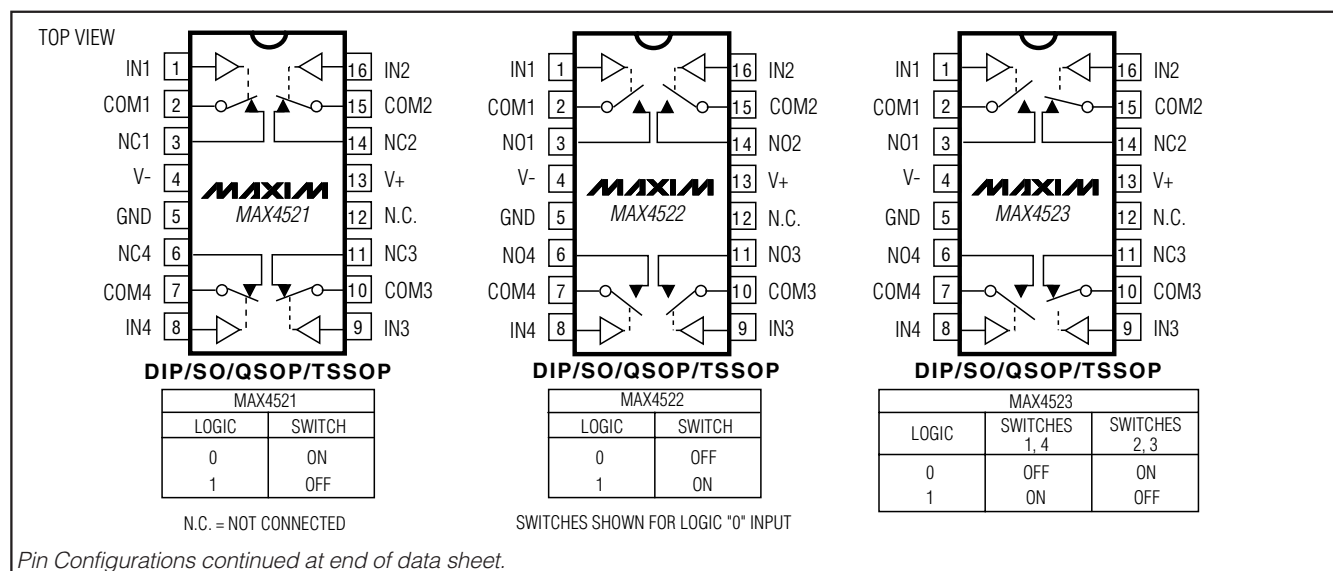 TOP VIEW
IN1 1 16 IN2
COM1 2 15 COM2
NC1 3 14 NC2
V- 4 13 V+
MAXIM
MAX4521
GND 5 12 N.C.
NC4 6 11 NC3
COM4 7 10 COM3
IN4 8 9 IN3
DIP/SO/QSOP/TSSOP
MAX4521
LOGIC SWITCH
0 ON
1 OFF
N.C. = NOT CONNECTED
IN1 1 16 IN2
COM1 2 15 COM2
NO1 3 14 NO2
V- 4 13 V+
MAXIM
MAX4522
GND 5 12 N.C.
NO4 6 11 NO3
COM4 7 10 COM3
IN4 8 9 IN3
DIP/SO/QSOP/TSSOP
MAX4522
LOGIC SWITCH
0 OFF
1 ON
SWITCHES SHOWN FOR LOGIC "0" INPUT
IN1 1 16 IN2
COM1 2 15 COM2
NO1 3 14 NC2
V- 4 13 V+
MAXIM
MAX4523
GND 5 12 N.C.
NO4 6 11 NC3
COM4 7 10 COM3
IN4 8 9 IN3
DIP/SO/QSOP/TSSOP
MAX4523
LOGIC SWITCHES 1, 4 SWITCHES 2, 3
0 OFF ON
1 ON OFF
Pin Configurations continued at end of data sheet.